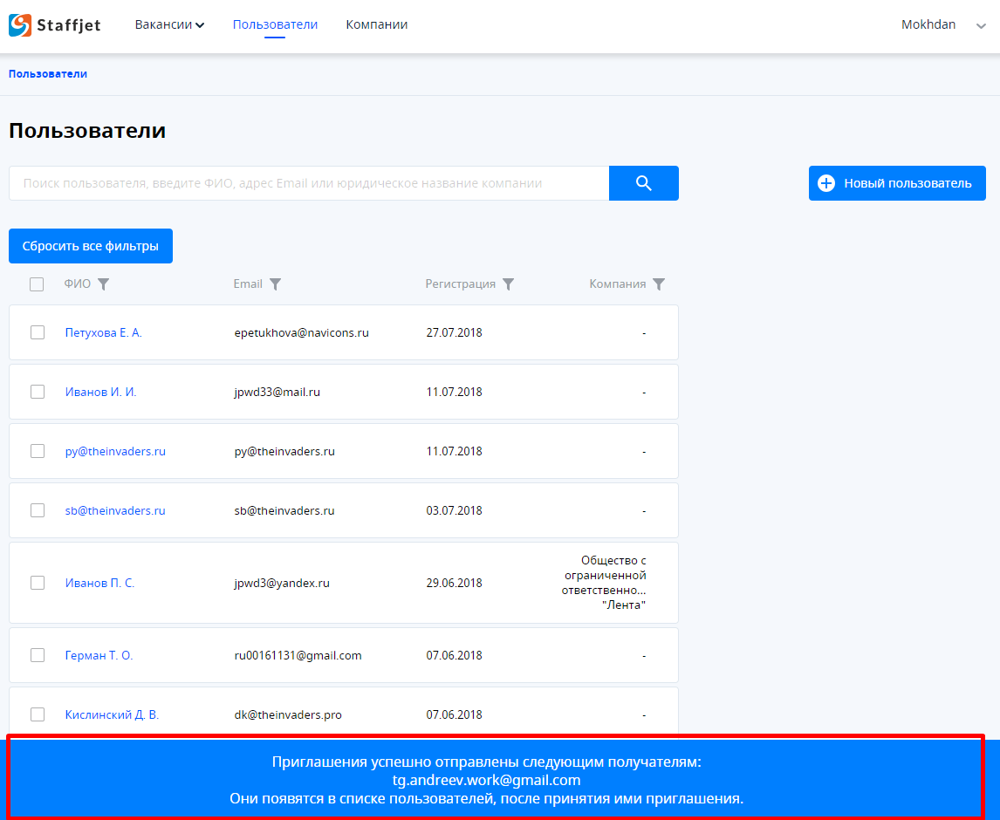 Staffjet Вакансии Пользователи Компании Mokhdan
Пользователи
Пользователи
Поиск пользователя, введите ФИО, адрес Email или юридическое название компании
Новый пользователь
Сбросить все фильтры
ФИО Email Регистрация Компания
Петухова Е. А. epetukhova@navicons.ru 27.07.2018 -
Иванов И. И. jpwd33@mail.ru 11.07.2018 -
py@theinvaders.ru py@theinvaders.ru 11.07.2018 -
sb@theinvaders.ru sb@theinvaders.ru 03.07.2018 -
Иванов П. С. jpwd3@yandex.ru 29.06.2018 Общество с
ограниченной
ответственно...
"Лента"
Герман Т. О. ru00161131@gmail.com 07.06.2018 -
Кислинский Д. В. dk@theinvaders.pro 07.06.2018 -
Приглашения успешно отправлены следующим получателям:
tg.andreev.work@gmail.com
Они появятся в списке пользователей, после принятия ими приглашения.